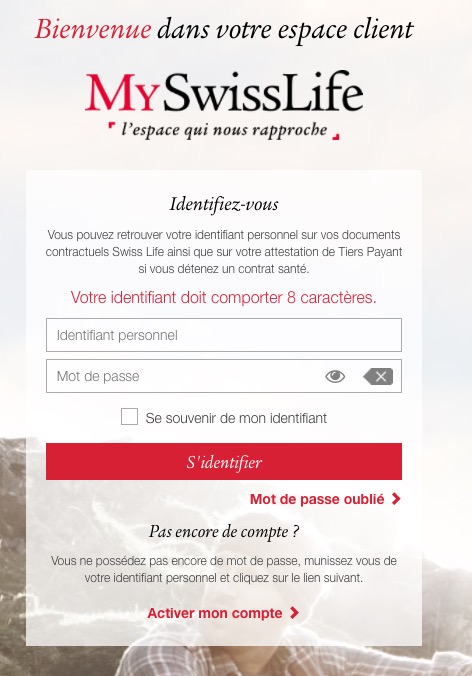 Bienvenue dans votre espace client
MySwissLife
l'espace qui nous rapproche
Identifiez-vous
Vous pouvez retrouver votre identifiant personnel sur vos documents
contractuels Swiss Life ainsi que sur votre attestation de Tiers Payant
si vous détenez un contrat santé.
Votre identifiant doit comporter 8 caractères.
Identifiant personnel
Mot de passe
Se souvenir de mon identifiant
S'identifier
Mot de passe oublié
Pas encore de compte ?
Vous ne possédez pas encore de mot de passe, munissez vous de
votre identifiant personnel et cliquez sur le lien suivant.
Activer mon compte